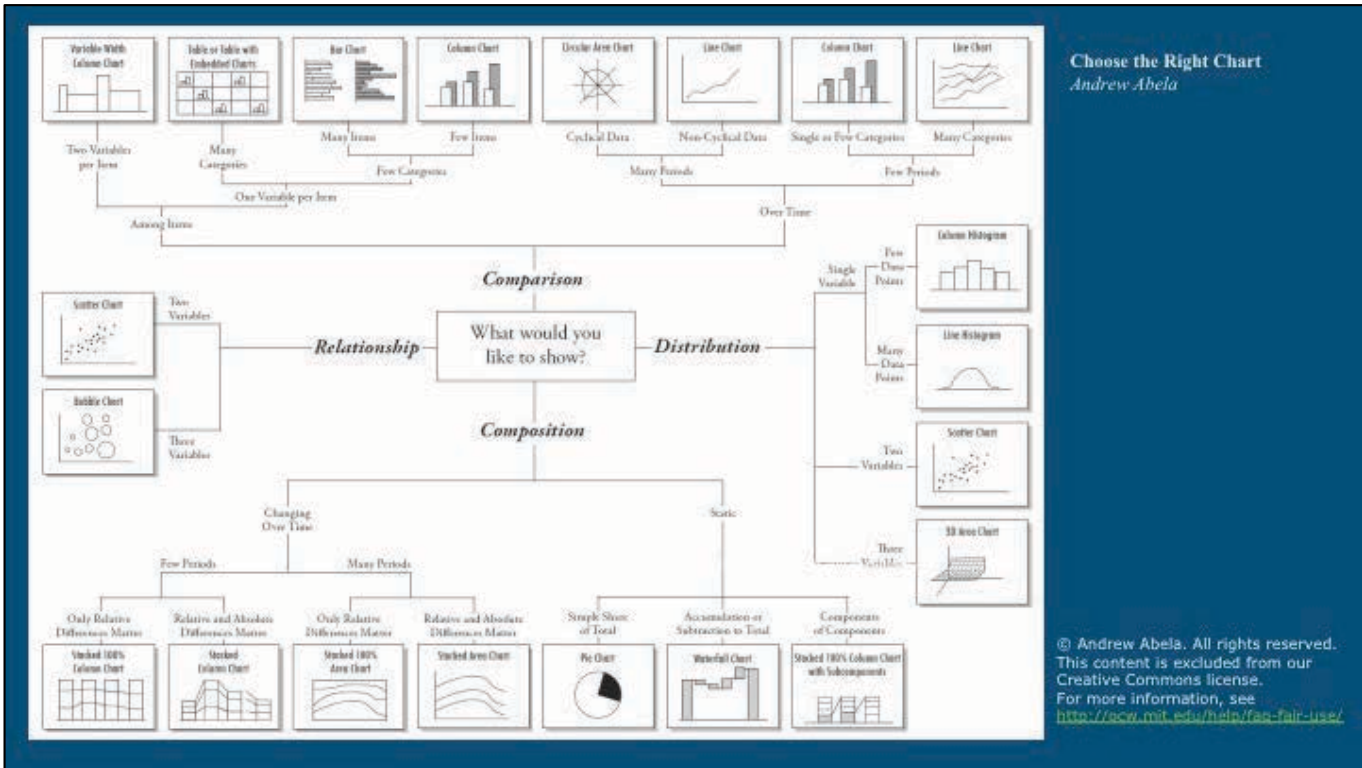 Variable Width
Column Chart
Table or Table with
Embedded Charts
Bar Chart
Column Chart
Circular Area Chart
Line Chart
Column Chart
Line Chart
Many Items
Few Items
Cyclical Data
Non-Cyclical Data
Single or Few Categories
Many Categories
Two Variables
per Item
Many
Categories
Few Categories
Many Periods
Few Periods
One Variable per Item
Among Items
Over Time
Comparison
What would you
like to show?
Relationship
Two
Variables
Scatter Chart
Three
Variables
Bubble Chart
Distribution
Single
Variable
Few
Data
Points
Column Histogram
Many
Data
Points
Line Histogram
Two
Variables
Scatter Chart
Three
Variables
3D Area Chart
Composition
Changing
Over Time
Static
Few Periods
Many Periods
Only Relative
Differences Matter
Relative and Absolute
Differences Matter
Only Relative
Differences Matter
Relative and Absolute
Differences Matter
Simple Share
of Total
Accumulation or
Subtraction to Total
Components
of Components
Stacked 100%
Column Chart
Stacked
Column Chart
Stacked 100%
Area Chart
Stacked Area Chart
Pie Chart
Waterfall Chart
Stacked 100% Column Chart
with Subcomponents
Choose the Right Chart
Andrew Abela
© Andrew Abela. All rights reserved.
This content is excluded from our
Creative Commons license.
For more information, see
http://ocw.mit.edu/help/faq-fair-use/